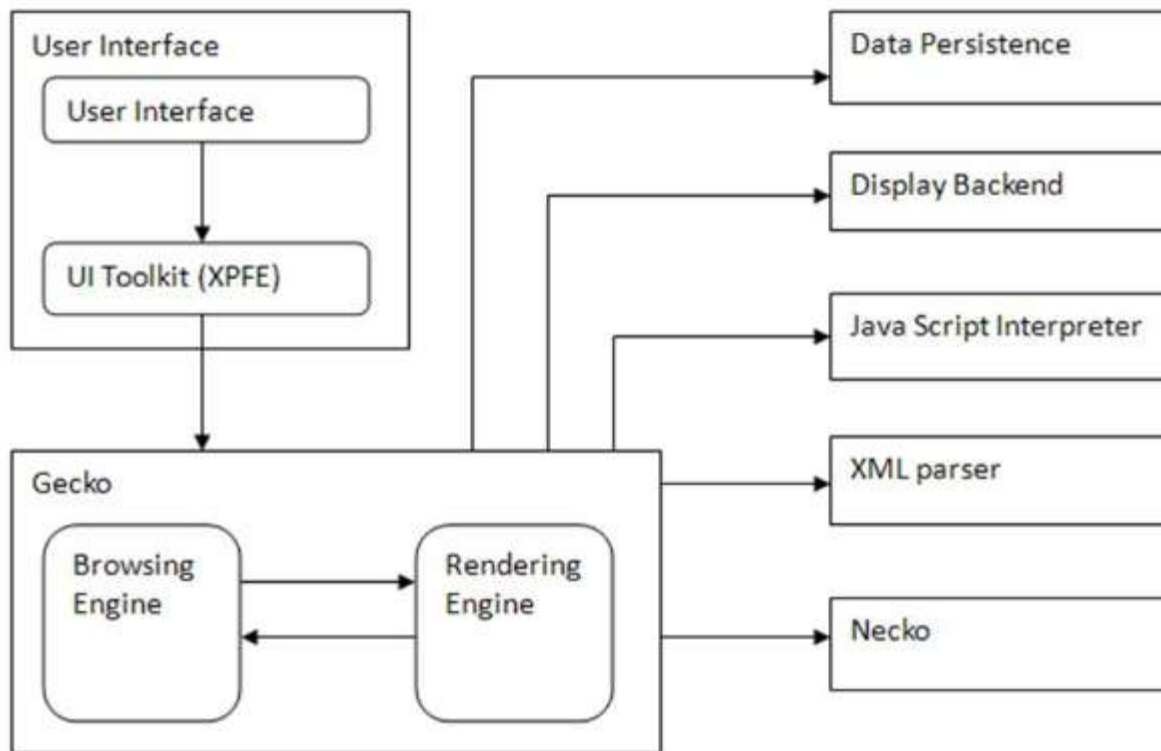 User Interface
User Interface
UI Toolkit (XPFE)
Gecko
Browsing
Engine
Rendering
Engine
Data Persistence
Display Backend
Java Script Interpreter
XML parser
Necko